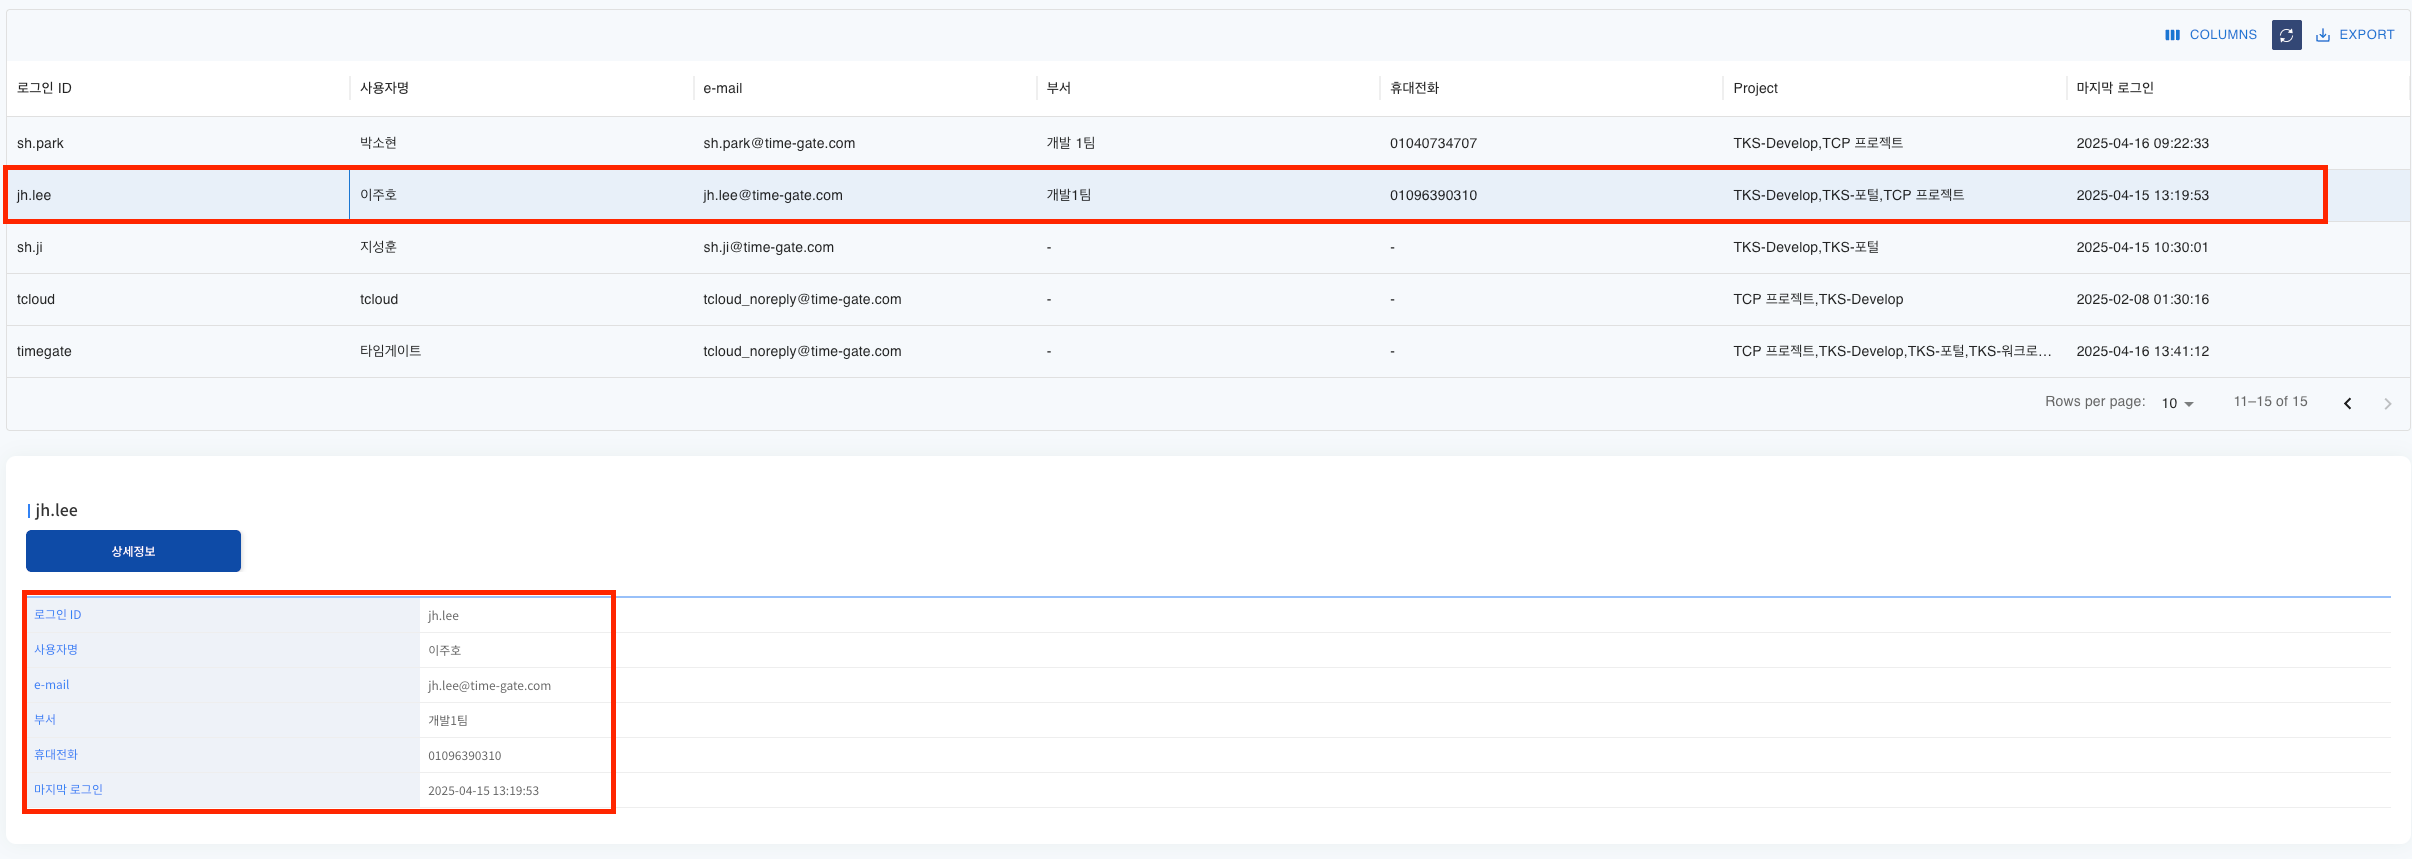 COLUMNS EXPORT
로그인 ID 사용자명 e-mail 부서 휴대전화 Project 마지막 로그인
sh.park 박소현 sh.park@time-gate.com 개발 1팀 01040734707 TKS-Develop,TCP 프로젝트 2025-04-16 09:22:33
jh.lee 이주호 jh.lee@time-gate.com 개발1팀 01096390310 TKS-Develop,TKS-포털,TCP 프로젝트 2025-04-15 13:19:53
sh.ji 지성훈 sh.ji@time-gate.com - - TKS-Develop,TKS-포털 2025-04-15 10:30:01
tcloud tcloud tcloud_noreply@time-gate.com - - TCP 프로젝트,TKS-Develop 2025-02-08 01:30:16
timegate 타임게이트 tcloud_noreply@time-gate.com - - TCP 프로젝트,TKS-Develop,TKS-포털,TKS-워크로... 2025-04-16 13:41:12
Rows per page: 10 11–15 of 15
jh.lee
상세정보
로그인 ID jh.lee
사용자명 이주호
e-mail jh.lee@time-gate.com
부서 개발1팀
휴대전화 01096390310
마지막 로그인 2025-04-15 13:19:53